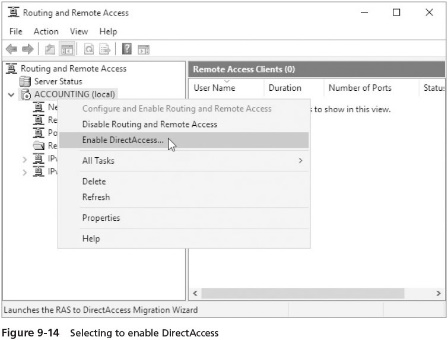 Routing and Remote Access
File Action View Help
Routing and Remote Access
Server Status
ACCOUNTING (local)
Ne
Re
Po
Re
IPv
IPv
Configure and Enable Routing and Remote Access
Disable Routing and Remote Access
Enable DirectAccess...
All Tasks
Delete
Refresh
Properties
Help
Remote Access Clients (0)
User Name Duration Number of Ports Status
s to show in this view.
Launches the RAS to DirectAccess Migration Wizard
Figure 9-14 Selecting to enable DirectAccess